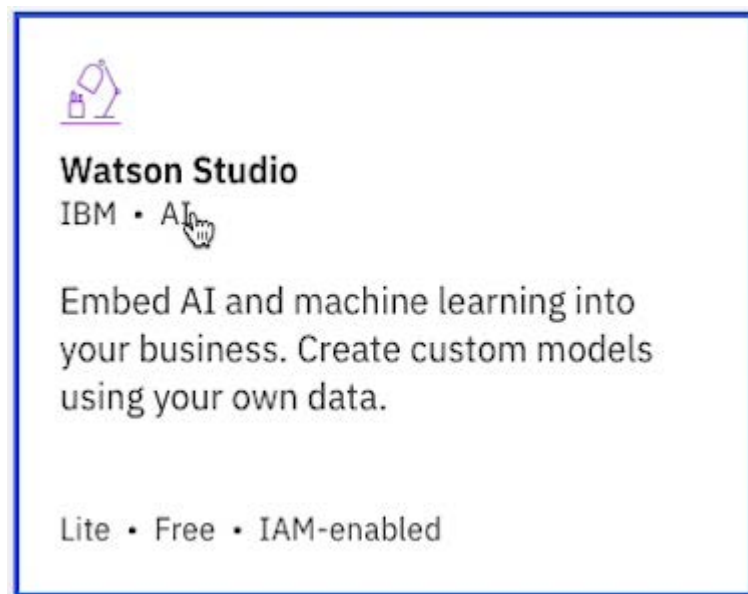 Watson Studio
IBM • AI
Embed AI and machine learning into
your business. Create custom models
using your own data.
Lite • Free • IAM-enabled